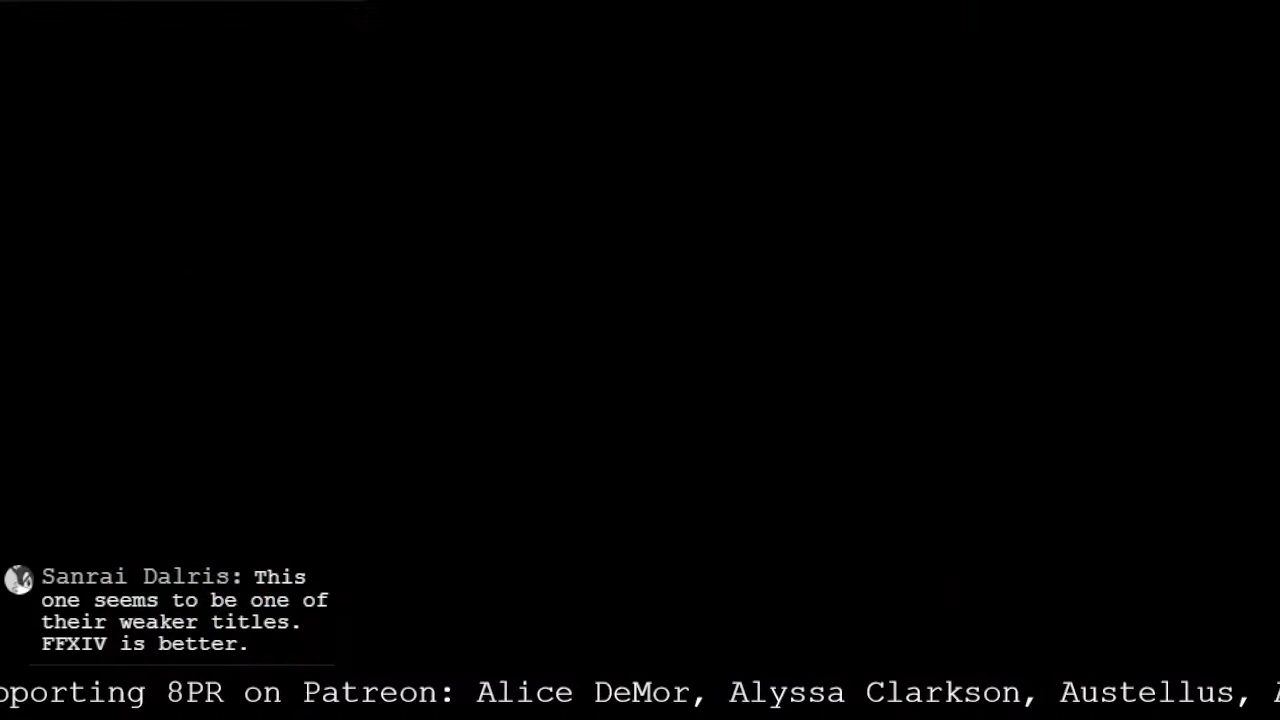 Sanrai Dalris: This
one seems to be one of
their weaker titles.
FFXIV is better.
pporting 8PR on Patreon: Alice DeMor, Alyssa Clarkson, Austellus,